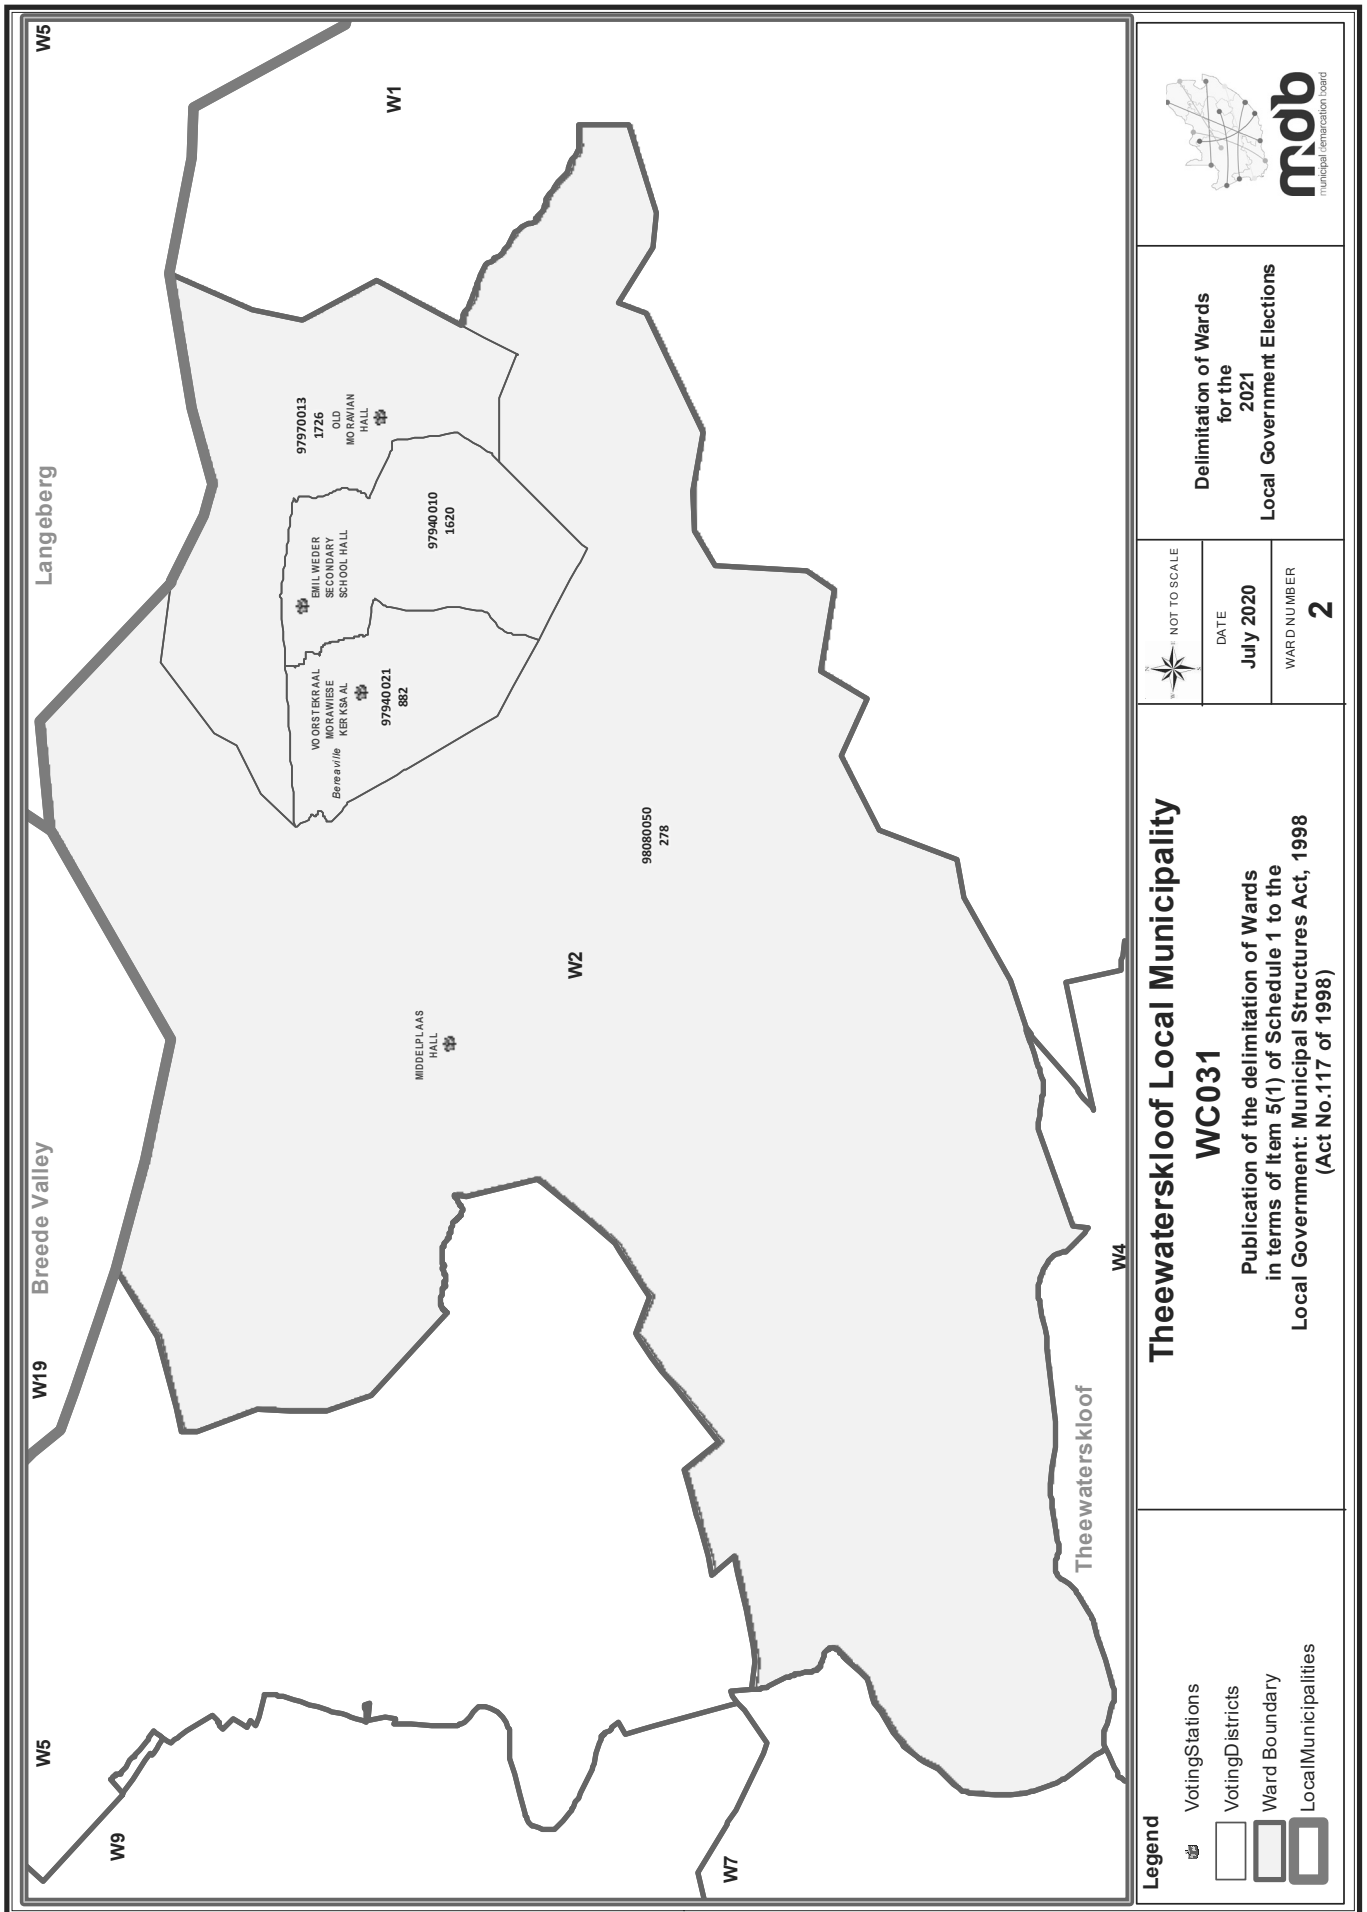 W5
W9
W7
W19
Breede Valley
Langeberg
W5
W1
97970013
1726
OLD
MORAVIAN
HALL
EMIL WEDER
SECONDARY
SCHOOL HALL
97940010
1620
VOORSTEKRAAL
MORAWIESE
KERKSAAL
97940021
882
Bereaville
98080050
278
W2
MIDDELPLAAS
HALL
Theewaterskloof
W4
Legend
VotingStations
VotingDistricts
Ward Boundary
LocalMunicipalities
Theewaterskloof Local Municipality
WC031
Publication of the delimitation of Wards
in terms of Item 5(1) of Schedule 1 to the
Local Government: Municipal Structures Act, 1998
(Act No.117 of 1998)
N
E
S
W
NOT TO SCALE
DATE
July 2020
WARD NUMBER
2
Delimitation of Wards
for the
2021
Local Government Elections
mdb
municipal demarcation board